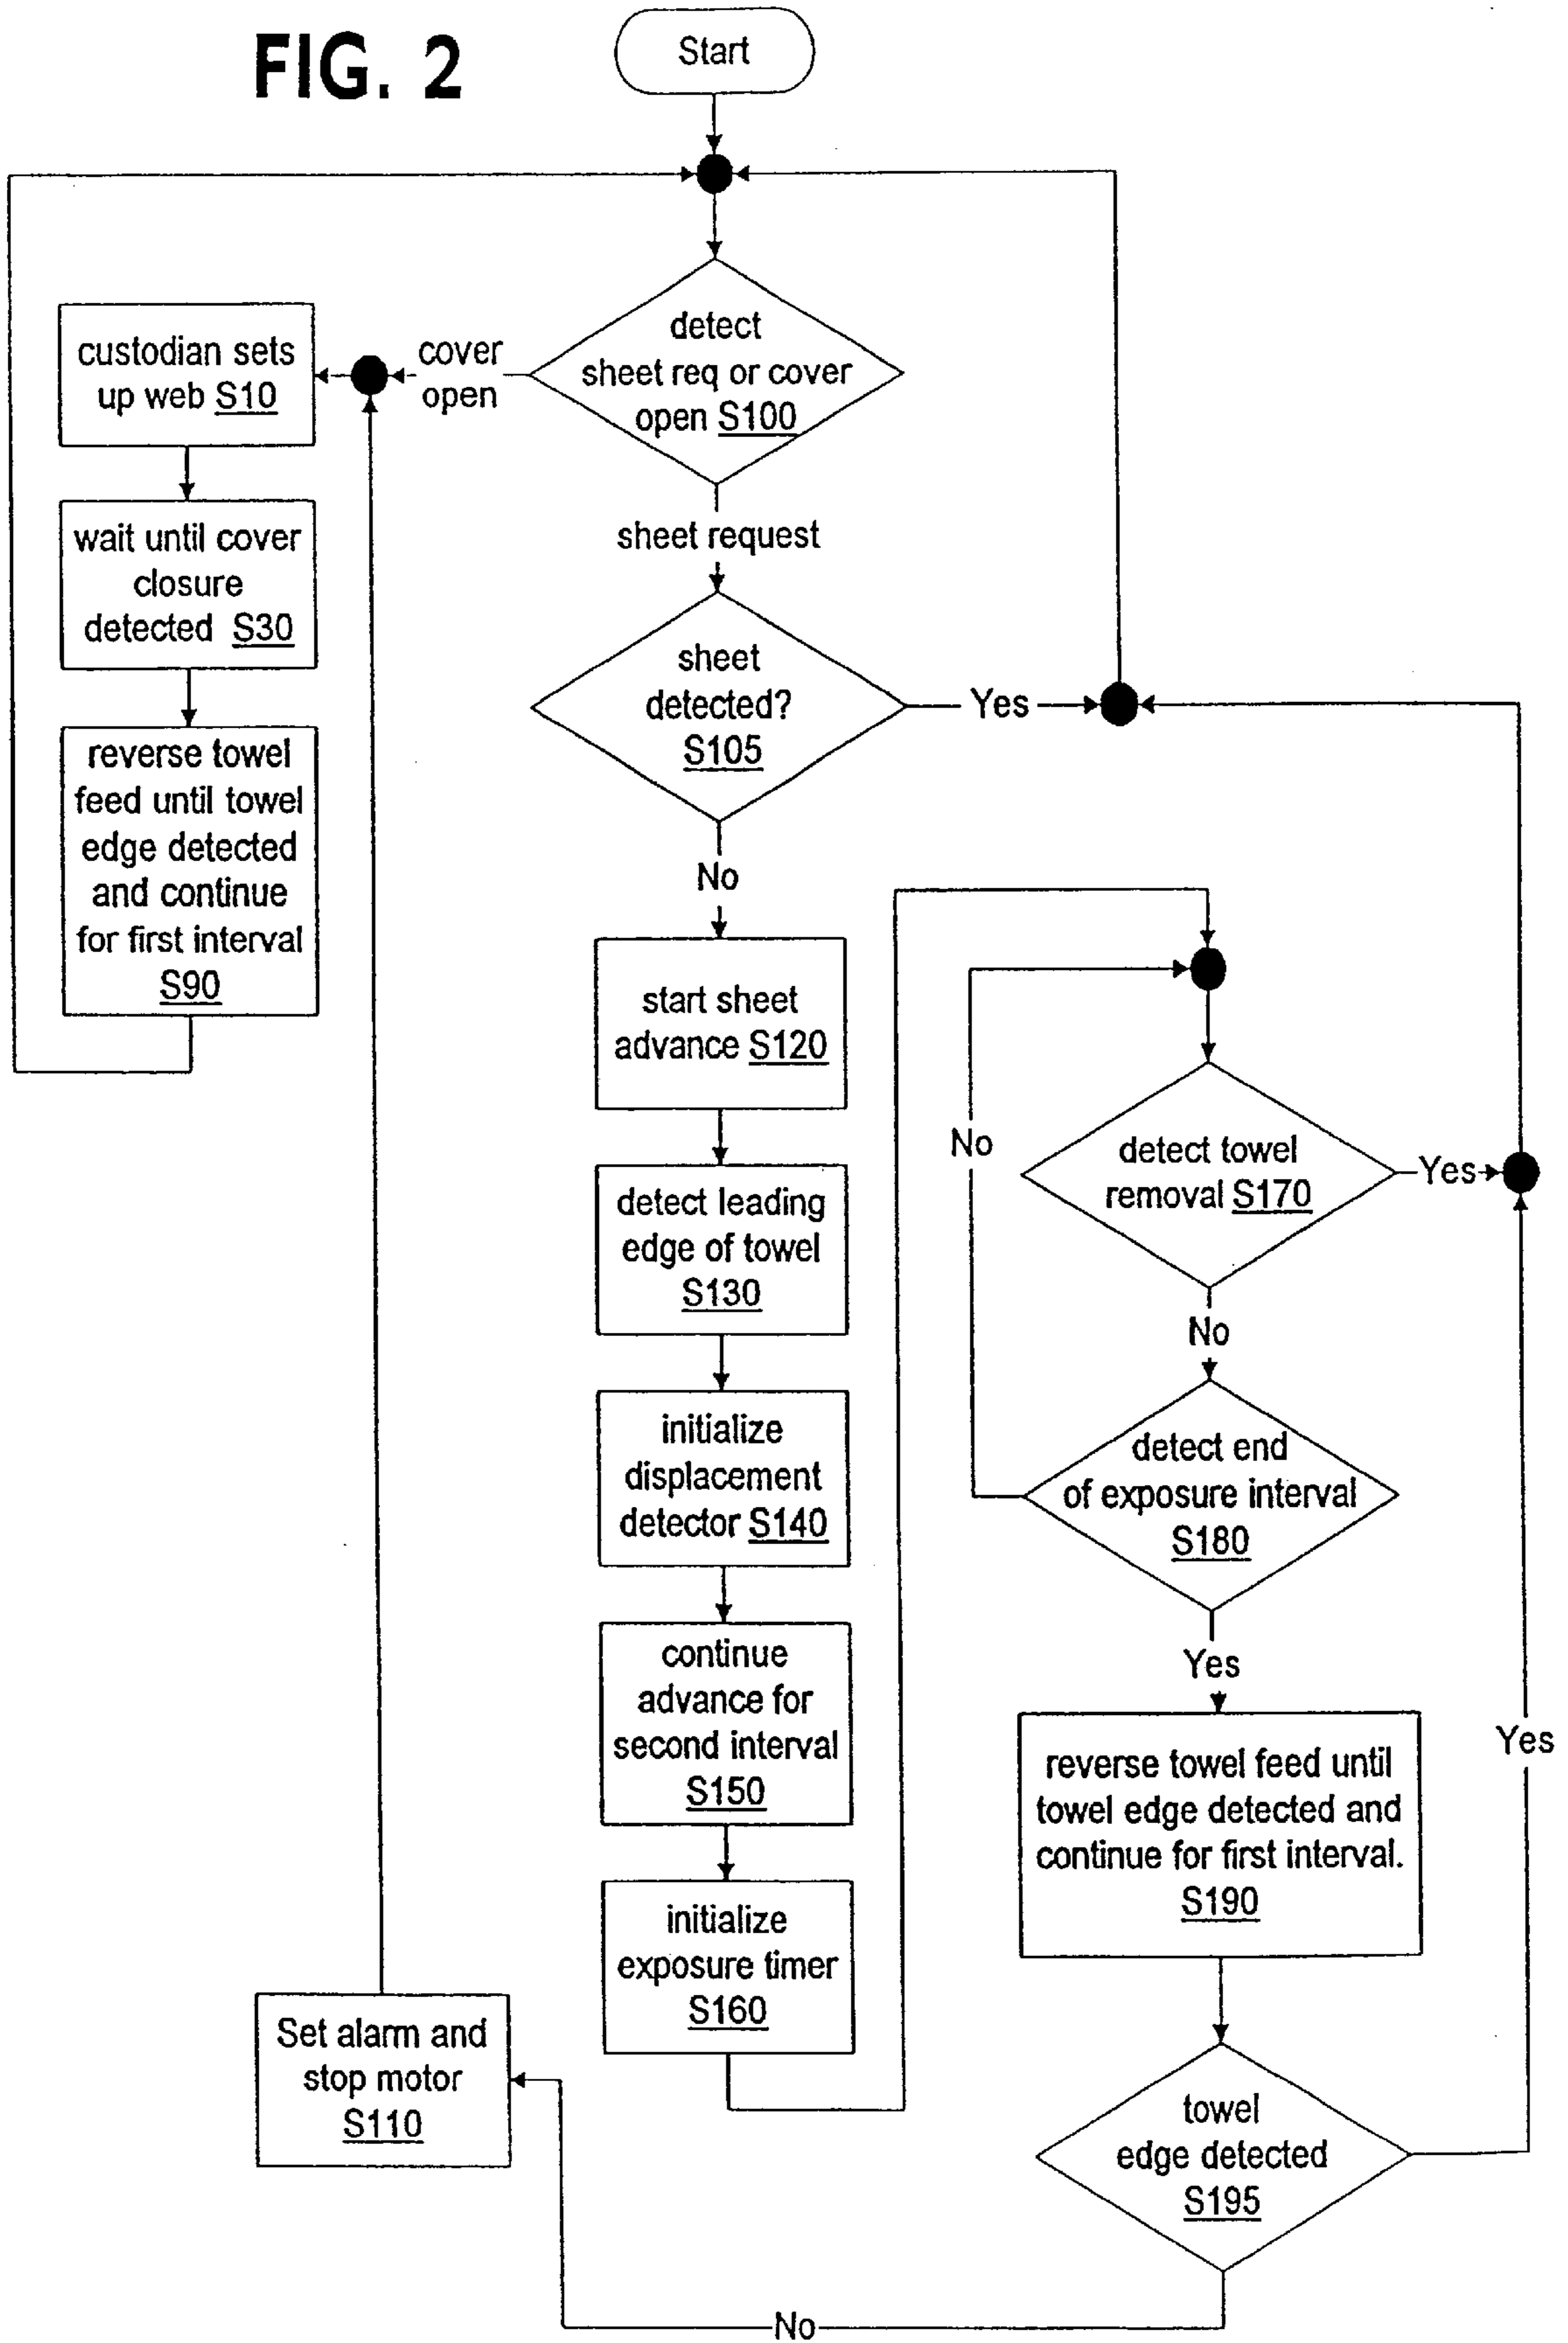 FIG. 2
Start
detect
sheet req or cover
open S100
cover
open
custodian sets
up web S10
wait until cover
closure
detected S30
reverse towel
feed until towel
edge detected
and continue
for first interval
S90
sheet request
sheet
detected?
S105
Yes
No
start sheet
advance S120
detect leading
edge of towel
S130
initialize
displacement
detector S140
continue
advance for
second interval
S150
initialize
exposure timer
S160
No
detect towel
removal S170
Yes
No
detect end
of exposure interval
S180
Yes
reverse towel feed until
towel edge detected and
continue for first interval.
S190
Yes
towel
edge detected
S195
No
Set alarm and
stop motor
S110